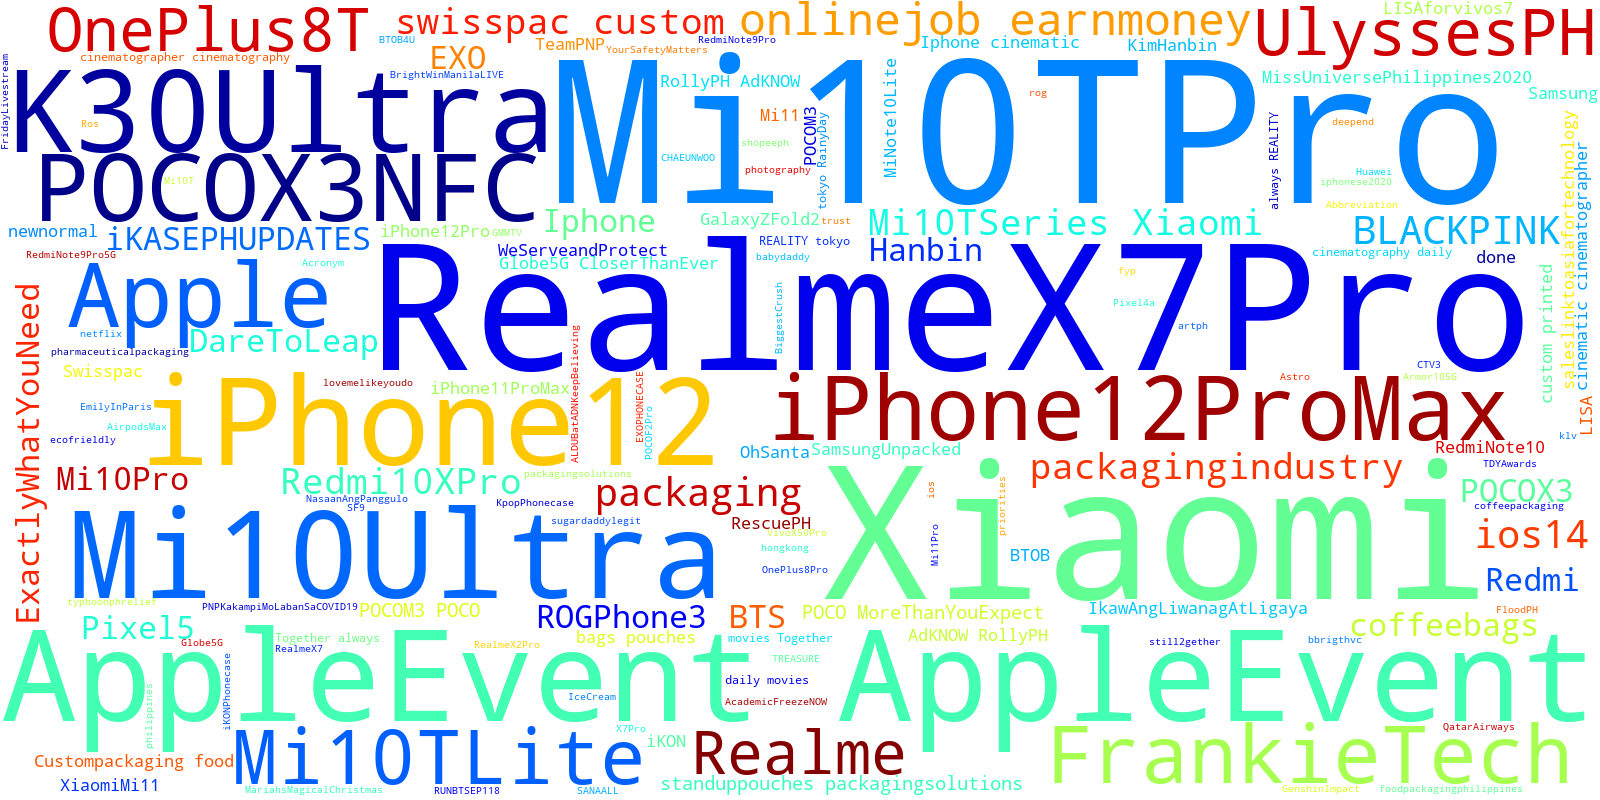 OnePlus8T
swisspac custom
onlinejob earnmoney
UlyssesPH
LISAforvivos7
BTOB4U
EXO
TeamPNP
YourSafetyMatters
RedmiNote9Pro
Iphone cinematic
KimHanbin
cinematographer cinematography
FridayLivestream
BrightWinManilaLIVE
K30Ultra
Mi10TPro
RollyPH AdKNOW
MiNote10Lite
MissUniversePhilippines2020
Samsung
rog
Ros
Mi11
POCOM3
tokyo RainyDay
always REALITY
deepend
saleslinktoasiafortechnology
cinematic cinematographer
shopeeph
CHAEUNWOO
photography
POCOX3NFC
Mi10T
Huawei
iphonese2020
Abbreviation
newnormal
iKASEPHUPDATES
iPhone12Pro
GMMTV
Iphone
GalaxyZFold2
trust
Mi10TSeries Xiaomi
BLACKPINK
WeServeandProtect
REALITY tokyo
Hanbin
cinematography daily
done
RedmiNote9Pro5G
Acronym
Globe5G CloserThanEver
babydaddy
fyp
Apple
RealmeX7Pro
BiggestCrush
Pixel4a
artph
custom printed
ExactlyWhatYouNeed
netflix
DareToLeap
pharmaceuticalpackaging
ALDUBatADNKeepBelieving
CTV3
Swisspac
lovemelikeyoudo
iPhone11ProMax
EXOPHONECASE
POCOF2Pro
Astro
Armor105G
iPhone12
iPhone12ProMax
LISA
EmilyInParis
AirpodsMax
ecofrieldly
klv
OhSanta
SamsungUnpacked
RedmiNote10
Mi10Pro
Redmi10XPro
packagingsolutions
packagingindustry
TDYAwards
NasaanAngPanggulo
SF9
KpopPhonecase
packaging
ios
priorities
POCOX3
coffeepackaging
Mi10Ultra
sugardaddylegit
RescuePH
VivoX50Pro
Xiaomi
ios14
Mi11Pro
hongkong
BTOB
OnePlus8Pro
Redmi
typhoonphrelief
PNPKakampiMoLabanSaCOVID19
POCOM3 POCO
ROGPhone3
BTS
POCO MoreThanYouExpect
IkawAngLiwanagAtLigaya
FloodPH
Pixel5
coffeebags
Globe5G
Together always
RealmeX7
RealmeX2Pro
bags pouches
movies Together
AdKNOW RollyPH
still2gether
bbrigthvc
AppleEvent
AppleEvent
iKONPhonecase
philippines
TREASURE
daily movies
IceCream
AcademicFreezeNOW
Custompackaging food
Mi10TLite
X7Pro
iKON
Realme
FrankieTech
QatarAirways
XiaomiMi11
MariahsMagicalChristmas
RUNBTSEP118
SANAALL
standuppouches packagingsolutions
GenshinImpact
foodpackagingphilippines